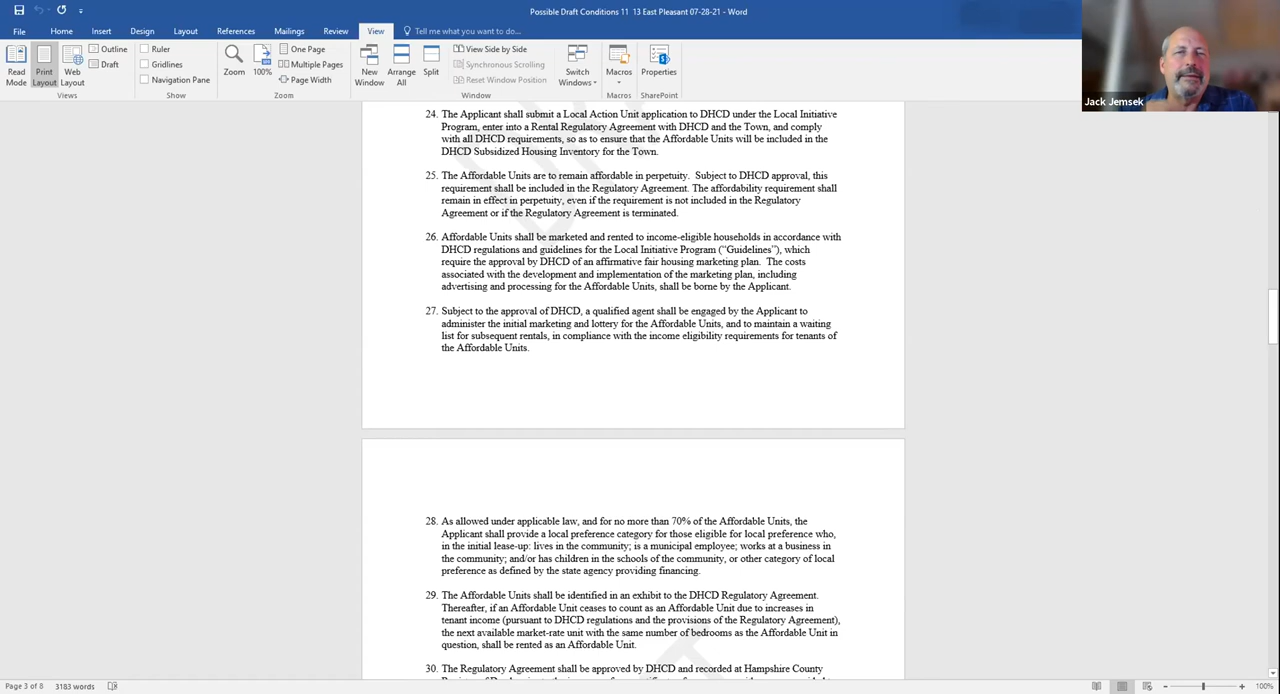 Possible Draft Conditions 11 13 East Pleasant 07-28-21 - Word
File Home Insert Design Layout References Mailings Review View Tell me what you want to do...
Read Mode
Print Layout
Web Layout
Outline
Draft
Views
Ruler
Gridlines
Navigation Pane
Show
Zoom
100%
One Page
Multiple Pages
Page Width
Zoom
New Window
Arrange All
Split
View Side by Side
Synchronous Scrolling
Reset Window Position
Window
Switch Windows
Macros
Macros
Properties
SharePoint
Jack Jemsek
24. The Applicant shall submit a Local Action Unit application to DHCD under the Local Initiative
Program, enter into a Rental Regulatory Agreement with DHCD and the Town, and comply
with all DHCD requirements, so as to ensure that the Affordable Units will be included in the
DHCD Subsidized Housing Inventory for the Town.
25. The Affordable Units are to remain affordable in perpetuity. Subject to DHCD approval, this
requirement shall be included in the Regulatory Agreement. The affordability requirement shall
remain in effect in perpetuity, even if the requirement is not included in the Regulatory
Agreement or if the Regulatory Agreement is terminated.
26. Affordable Units shall be marketed and rented to income-eligible households in accordance with
DHCD regulations and guidelines for the Local Initiative Program ("Guidelines"), which
require the approval by DHCD of an affirmative fair housing marketing plan. The costs
associated with the development and implementation of the marketing plan, including
advertising and processing for the Affordable Units, shall be borne by the Applicant.
27. Subject to the approval of DHCD, a qualified agent shall be engaged by the Applicant to
administer the initial marketing and lottery for the Affordable Units, and to maintain a waiting
list for subsequent rentals, in compliance with the income eligibility requirements for tenants of
the Affordable Units.
28. As allowed under applicable law, and for no more than 70% of the Affordable Units, the
Applicant shall provide a local preference category for those eligible for local preference who,
in the initial lease-up: lives in the community; is a municipal employee; works at a business in
the community; and/or has children in the schools of the community, or other category of local
preference as defined by the state agency providing financing.
29. The Affordable Units shall be identified in an exhibit to the DHCD Regulatory Agreement.
Thereafter, if an Affordable Unit ceases to count as an Affordable Unit due to increases in
tenant income (pursuant to DHCD regulations and the provisions of the Regulatory Agreement),
the next available market-rate unit with the same number of bedrooms as the Affordable Unit in
question, shall be rented as an Affordable Unit.
30. The Regulatory Agreement shall be approved by DHCD and recorded at Hampshire County
Page 3 of 8 3183 words
100%